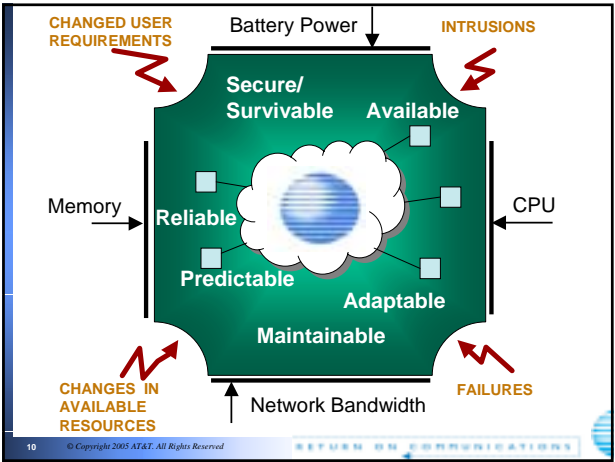 CHANGED USER
REQUIREMENTS
Battery Power
INTRUSIONS
Secure/
Survivable
Available
Memory
CPU
Reliable
Predictable
Adaptable
Maintainable
CHANGES IN
AVAILABLE
RESOURCES
FAILURES
Network Bandwidth
10
© Copyright 2005 AT&T. All Rights Reserved
RETURN ON COMMUNICATIONS